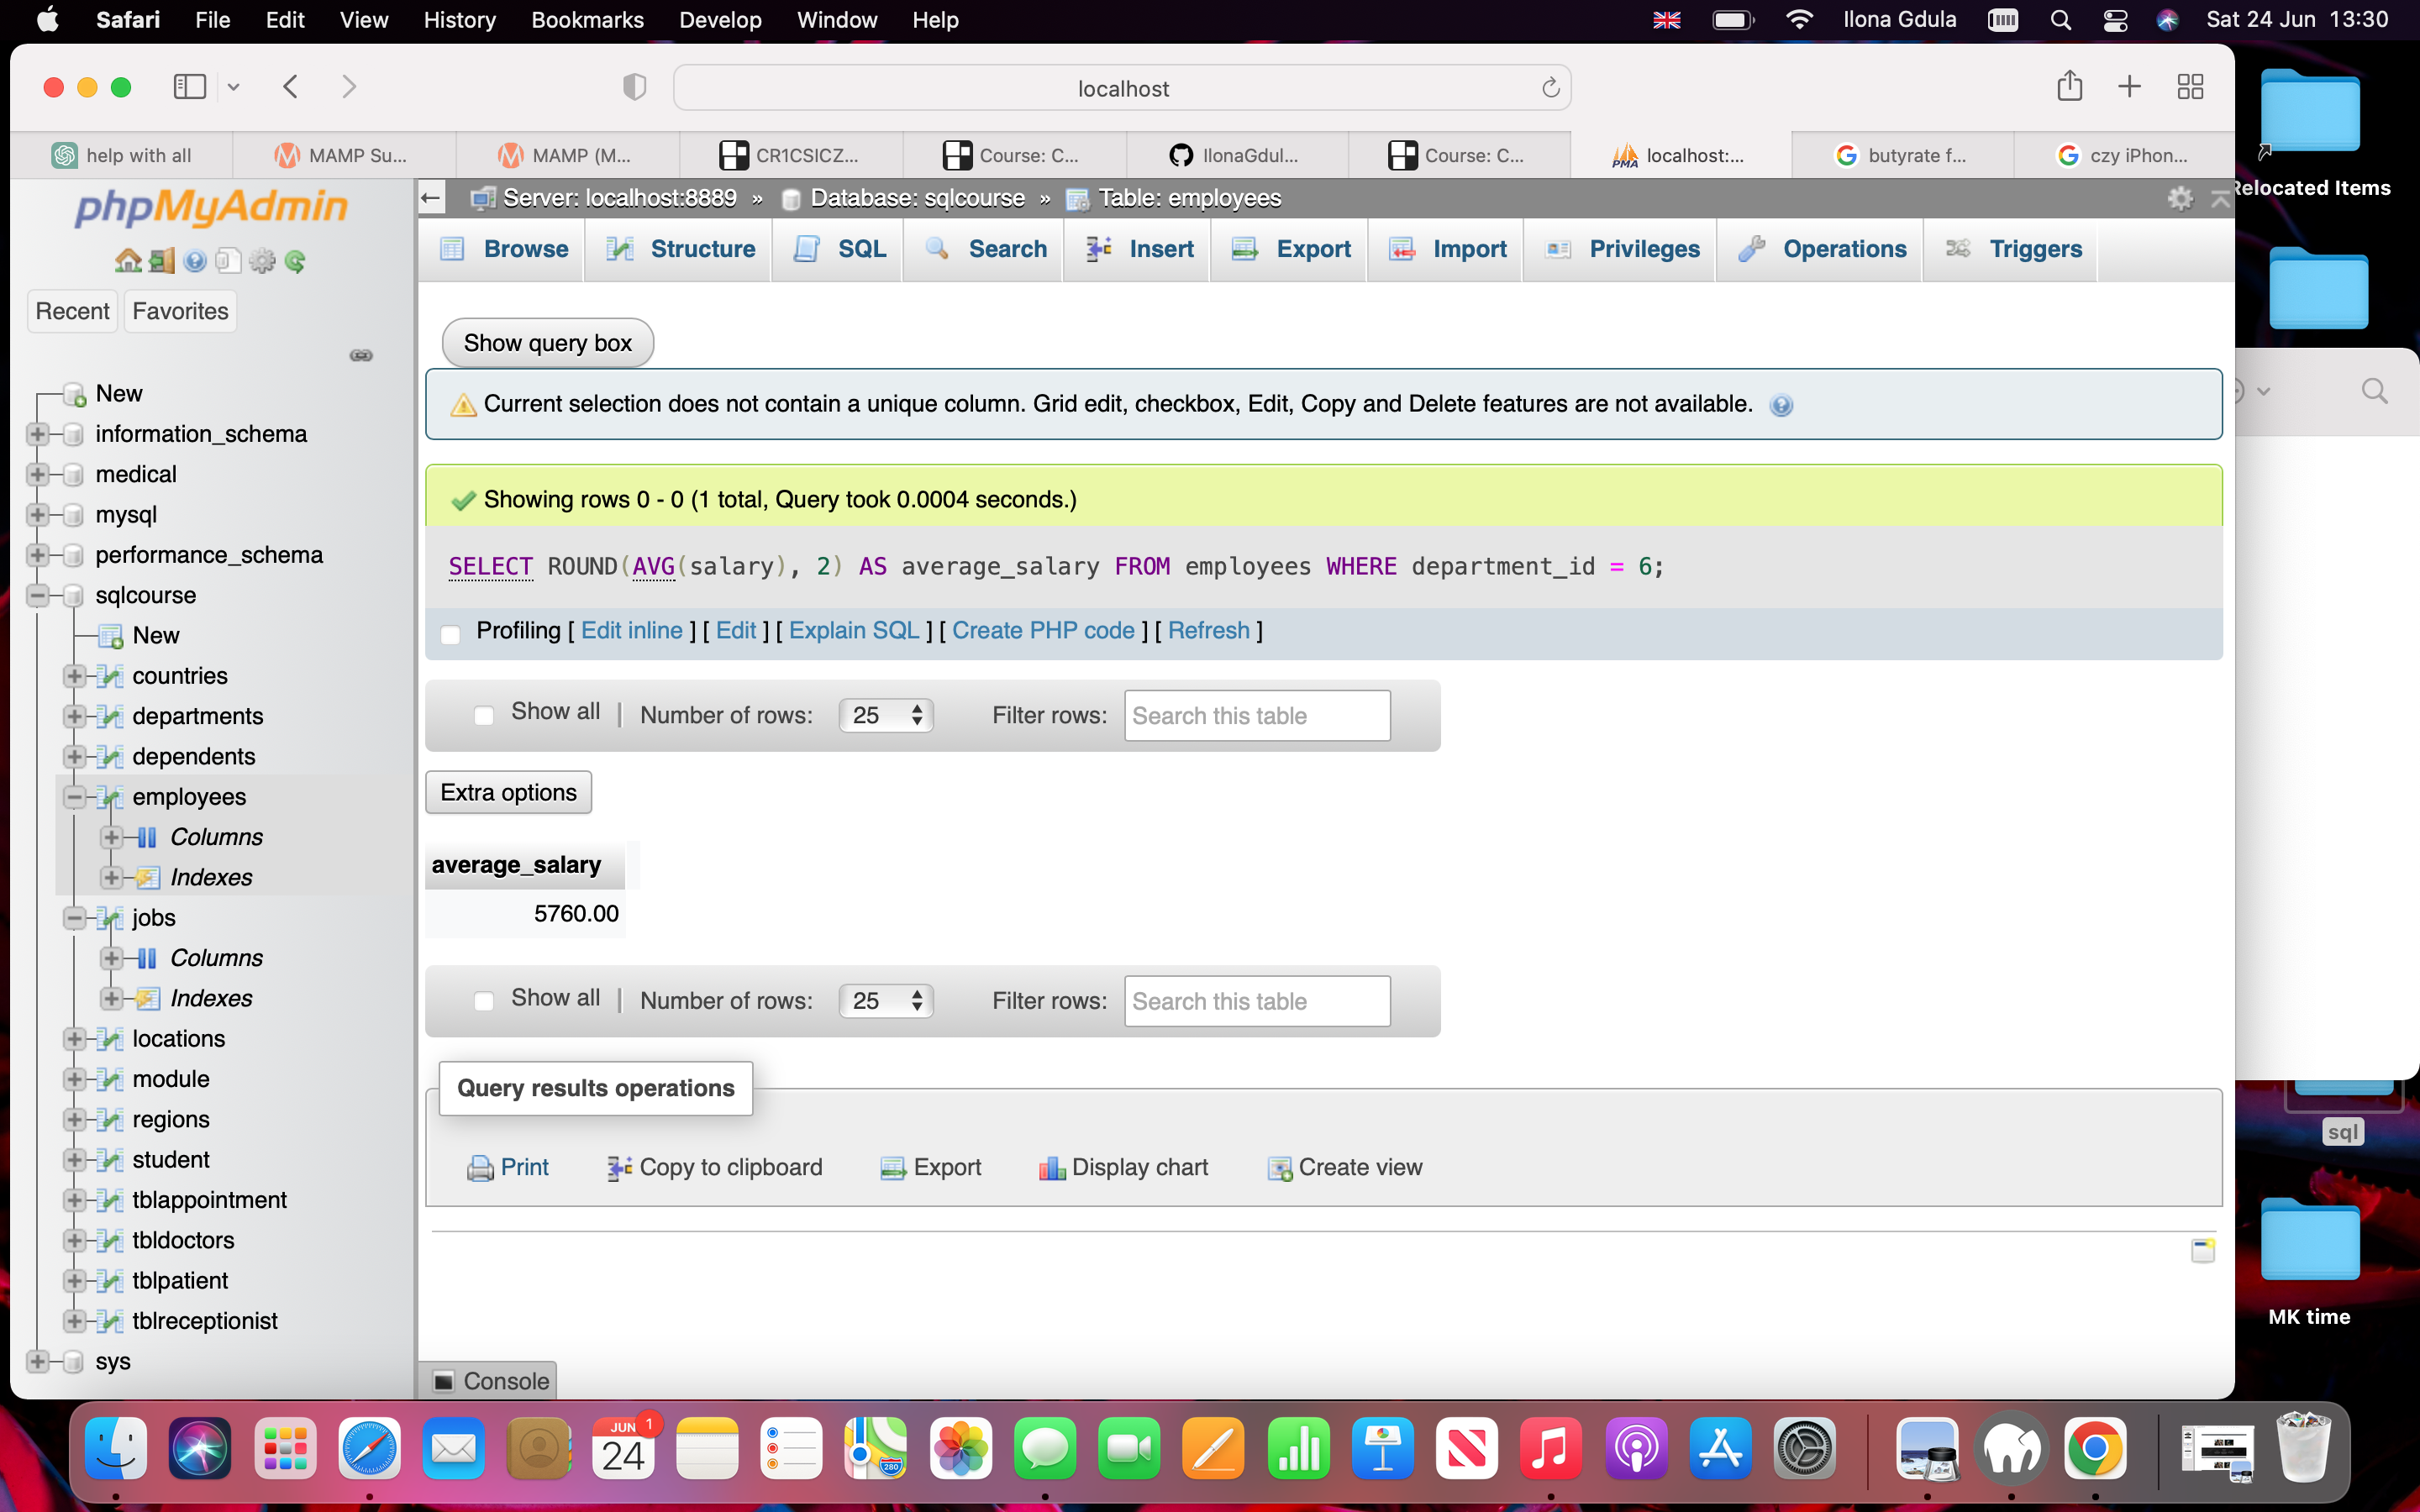 Safari File Edit View History Bookmarks Develop Window Help Ilona Gdula Sat 24 Jun 13:30
localhost
help with all MAMP Su... MAMP (M... CR1CSICZ... Course: C... IlonaGdul... Course: C... PMA localhost:... butyrate f... czy iPhon...
phpMyAdmin
Recent Favorites
New
information_schema
medical
mysql
performance_schema
sqlcourse
New
countries
departments
dependents
employees
Columns
Indexes
jobs
Columns
Indexes
locations
module
regions
student
tblappointment
tbldoctors
tblpatient
tblreceptionist
sys
Server: localhost:8889 » Database: sqlcourse » Table: employees
Browse Structure SQL Search Insert Export Import Privileges Operations Triggers
Show query box
Current selection does not contain a unique column. Grid edit, checkbox, Edit, Copy and Delete features are not available.
Showing rows 0 - 0 (1 total, Query took 0.0004 seconds.)
SELECT ROUND(AVG(salary), 2) AS average_salary FROM employees WHERE department_id = 6;
Profiling [ Edit inline ] [ Edit ] [ Explain SQL ] [ Create PHP code ] [ Refresh ]
Show all | Number of rows: 25 Filter rows: Search this table
Extra options
average_salary
5760.00
Show all | Number of rows: 25 Filter rows: Search this table
Query results operations
Print Copy to clipboard Export Display chart Create view
Console
Relocated Items
sql
MK time
JUN 1
24
280